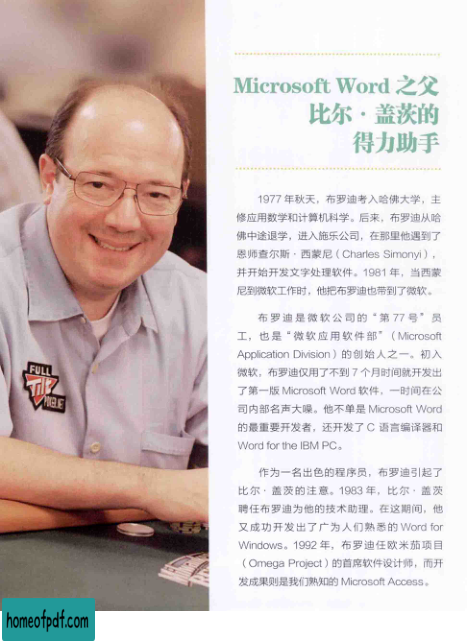 Microsoft Word 之父
比尔·盖茨的
得力助手
1977 年秋天，布罗迪考入哈佛大学，主
修应用数学和计算机科学。后来，布罗迪从哈
佛中途退学，进入施乐公司，在那里他遇到了
恩师查尔斯·西蒙尼（Charles Simonyi），
并开始开发文字处理软件。1981 年，当西蒙
尼到微软工作时，他把布罗迪也带到了微软。
布罗迪是微软公司的“第 77 号”员
工，也是“微软应用软件部”（Microsoft
Application Division）的创始人之一。初入
微软，布罗迪仅用了不到 7 个月时间就开发出
了第一版 Microsoft Word 软件，一时间在公
司内部名声大噪。他不单是 Microsoft Word
的最重要开发者，还开发了 C 语言编译器和
Word for the IBM PC。
作为一名出色的程序员，布罗迪引起了
比尔·盖茨的注意。1983 年，比尔·盖茨
聘任布罗迪为他的技术助理。在这期间，他
又成功开发出了广为人们熟悉的 Word for
Windows。1992 年，布罗迪任欧米茄项目
（Omega Project）的首席软件设计师，而开
发成果则是我们熟知的 Microsoft Access。
FULL
TILT
POKER.NET
homeofpdf.com